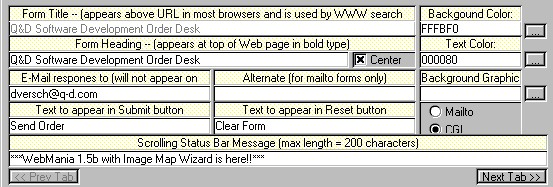 Form Title -- (appears above URL in most browsers and is used by WWW search
Background Color:
Q&D Software Development Order Desk
FFFBF0
...
Form Heading -- (appears at top of Web page in bold type)
Text Color:
Q&D Software Development Order Desk
Center
000080
...
E-Mail respones to (will not appear on
Alternate (for mailto forms only)
Background Graphic
dversch@q-d.com
...
Text to appear in Submit button
Text to appear in Reset button
Mailto
Send Order
Clear Form
CGI
Scrolling Status Bar Message (max length = 200 characters)
***WebMania 1.5b with Image Map Wizard is here!!***
<< Prev Tab
Next Tab >>